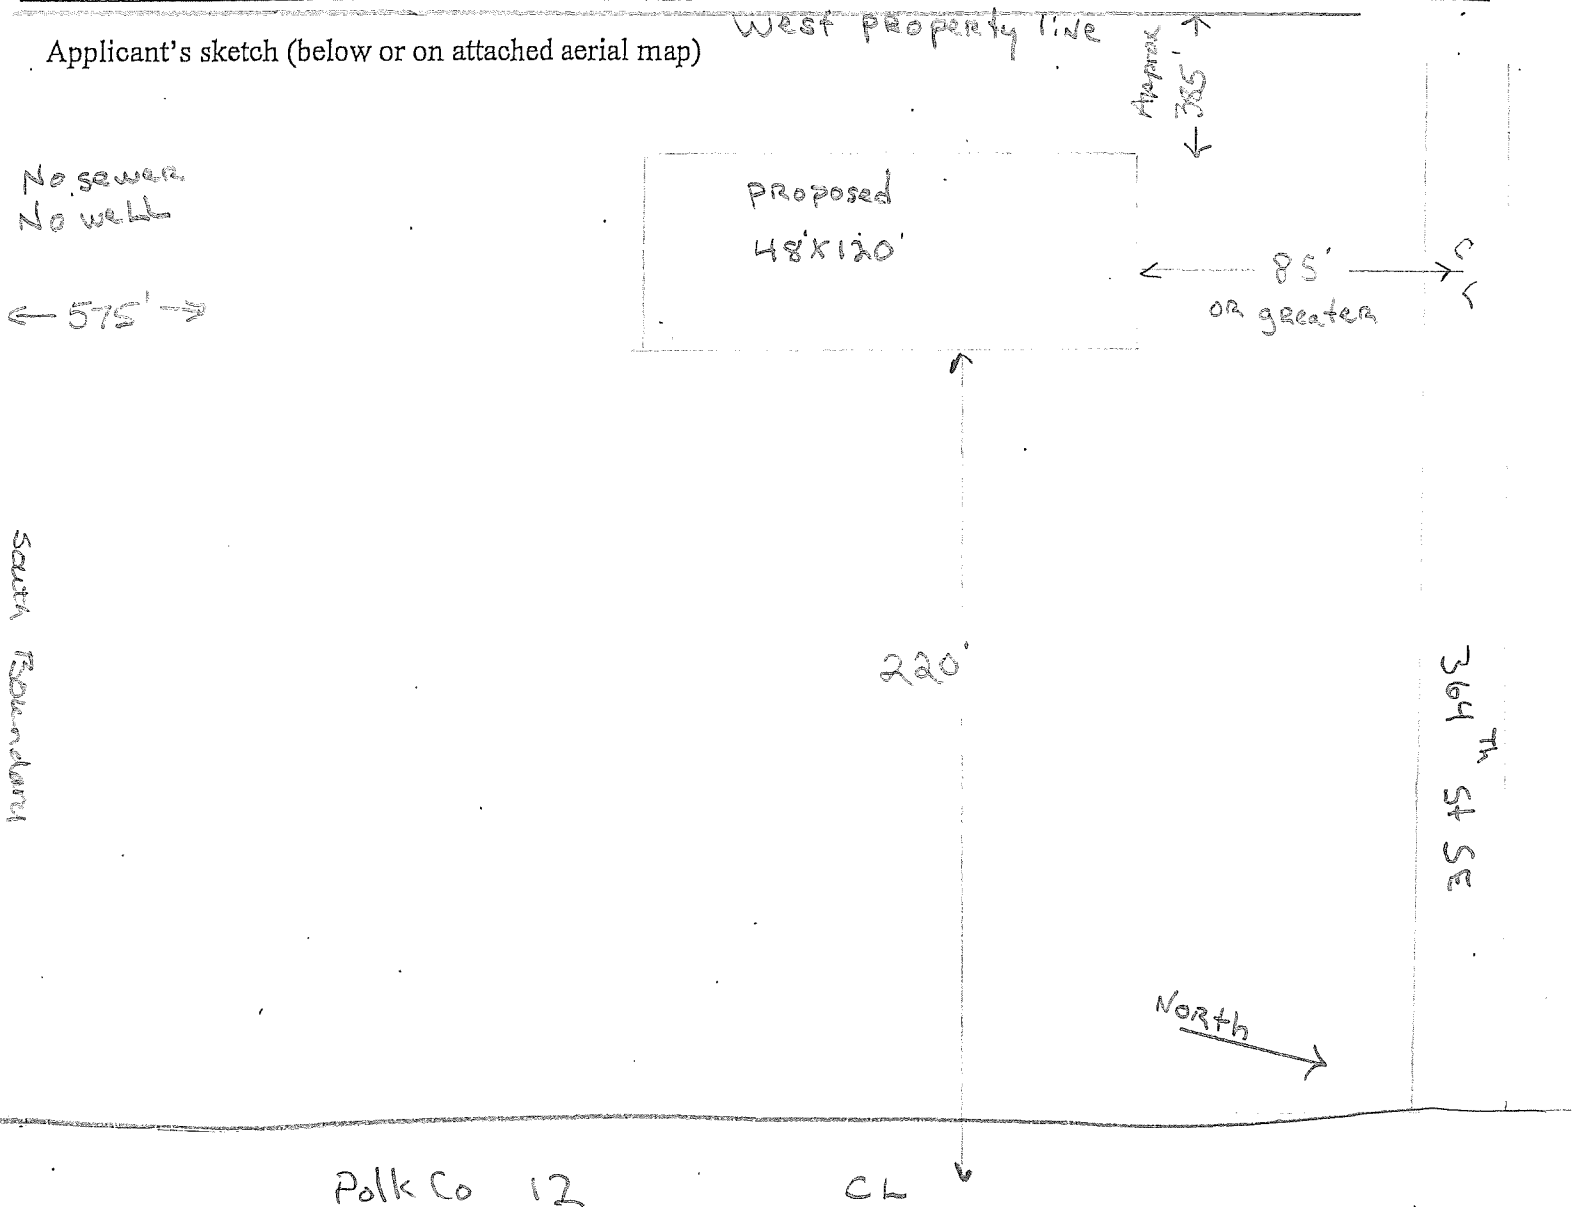 West property line
Applicant's sketch (below or on attached aerial map)
Approx
385'
No sewer
No well
proposed
48'x120'
85'
or greater
575'
South Boundary
220'
364th St SE
North
Polk Co 12
CL